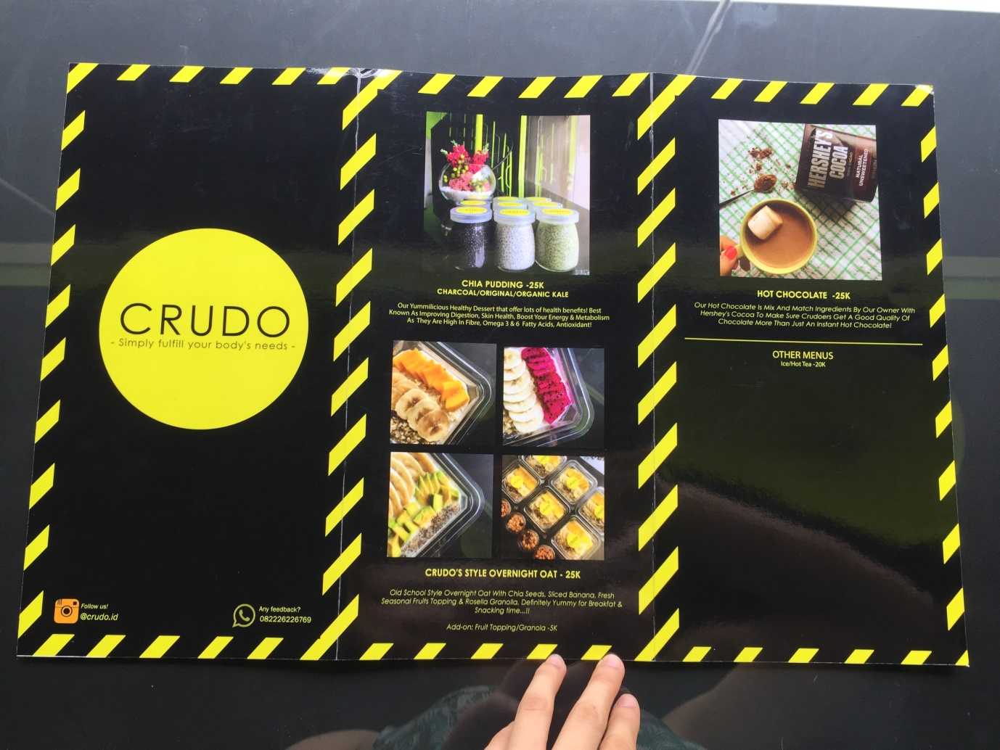 CRUDO
- Simply fulfill your body's needs -
Follow us!
@crudo.id
Any feedback?
082226226769
CHIA PUDDING -25K
CHARCOAL/ORIGINAL/ORGANIC KALE
Our Yummilicious Healthy Dessert that offer lots of health benefits! Best
Known As Improving Digestion, Skin Health, Boost Your Energy & Metabolism
As They Are High In Fibre, Omega 3 & 6 Fatty Acids, Antioxidant!
CRUDO'S STYLE OVERNIGHT OAT - 25K
Old School Style Overnight Oat With Chia Seeds, Sliced Banana, Fresh
Seasonal Fruits Topping & Rosella Granolla. Definitely Yummy for Breakfat &
Snacking time...!!
Add-on: Fruit Topping/Granola -5K
HERSHEY'S
COCOA
NATURAL
UNSWEETENED
HOT CHOCOLATE -25K
Our Hot Chocolate Is Mix And Match Ingredients By Our Owner With
Hershey's Cocoa To Make Sure Crudoers Get A Good Quality Of
Chocolate More Than Just An Instant Hot Chocolate!
OTHER MENUS
Ice/Hot Tea -20K